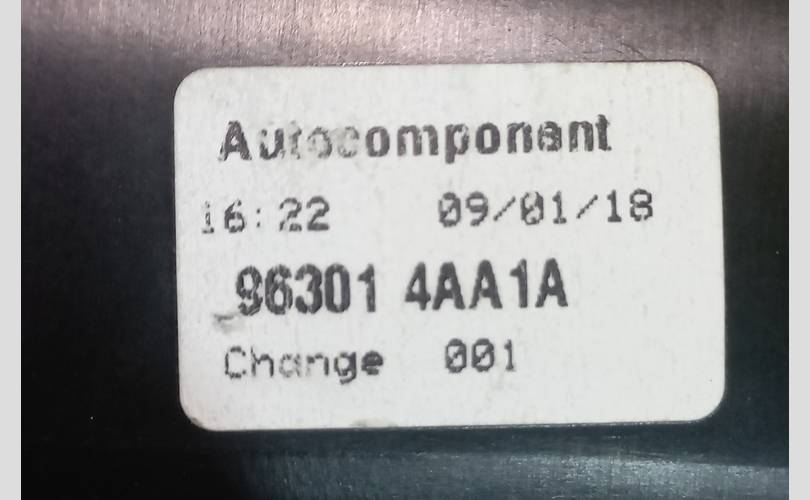 Autocomponent
16:22 09/01/18
96301 4AA1A
Change 001